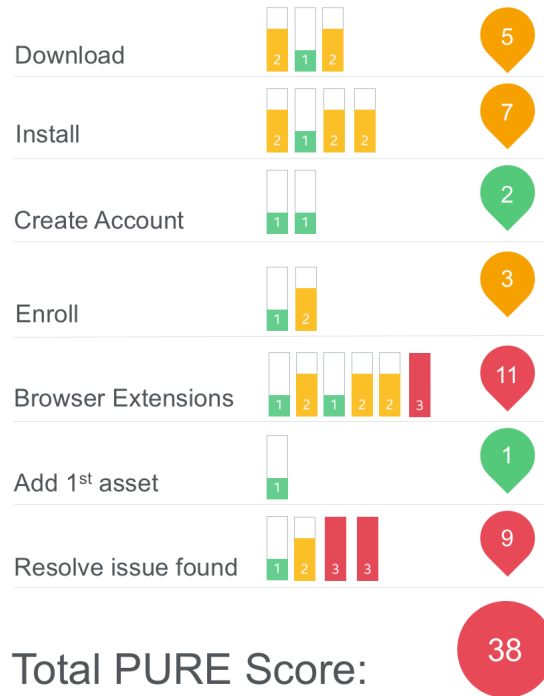 Download 2 1 2 5
Install 2 1 2 2 7
Create Account 1 1 2
Enroll 1 2 3
Browser Extensions 1 2 1 2 2 3 11
Add 1st asset 1 1
Resolve issue found 1 2 3 3 9
Total PURE Score: 38